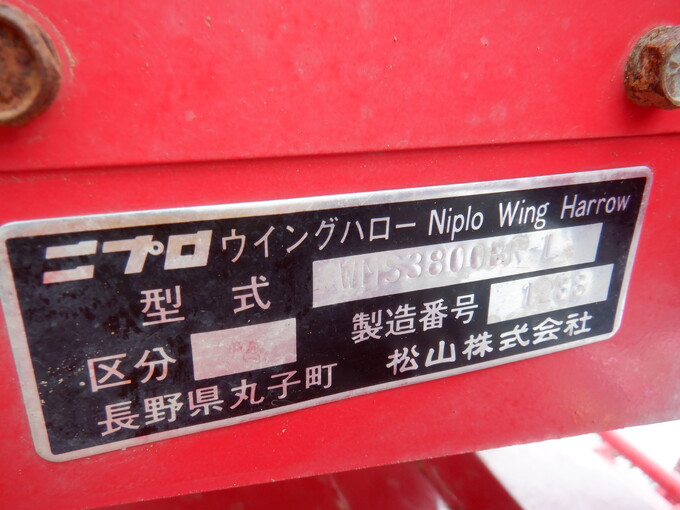 ニプロ ウイングハロー Niplo Wing Harrow
型式
区分 製造番号
長野県丸子町 松山株式会社